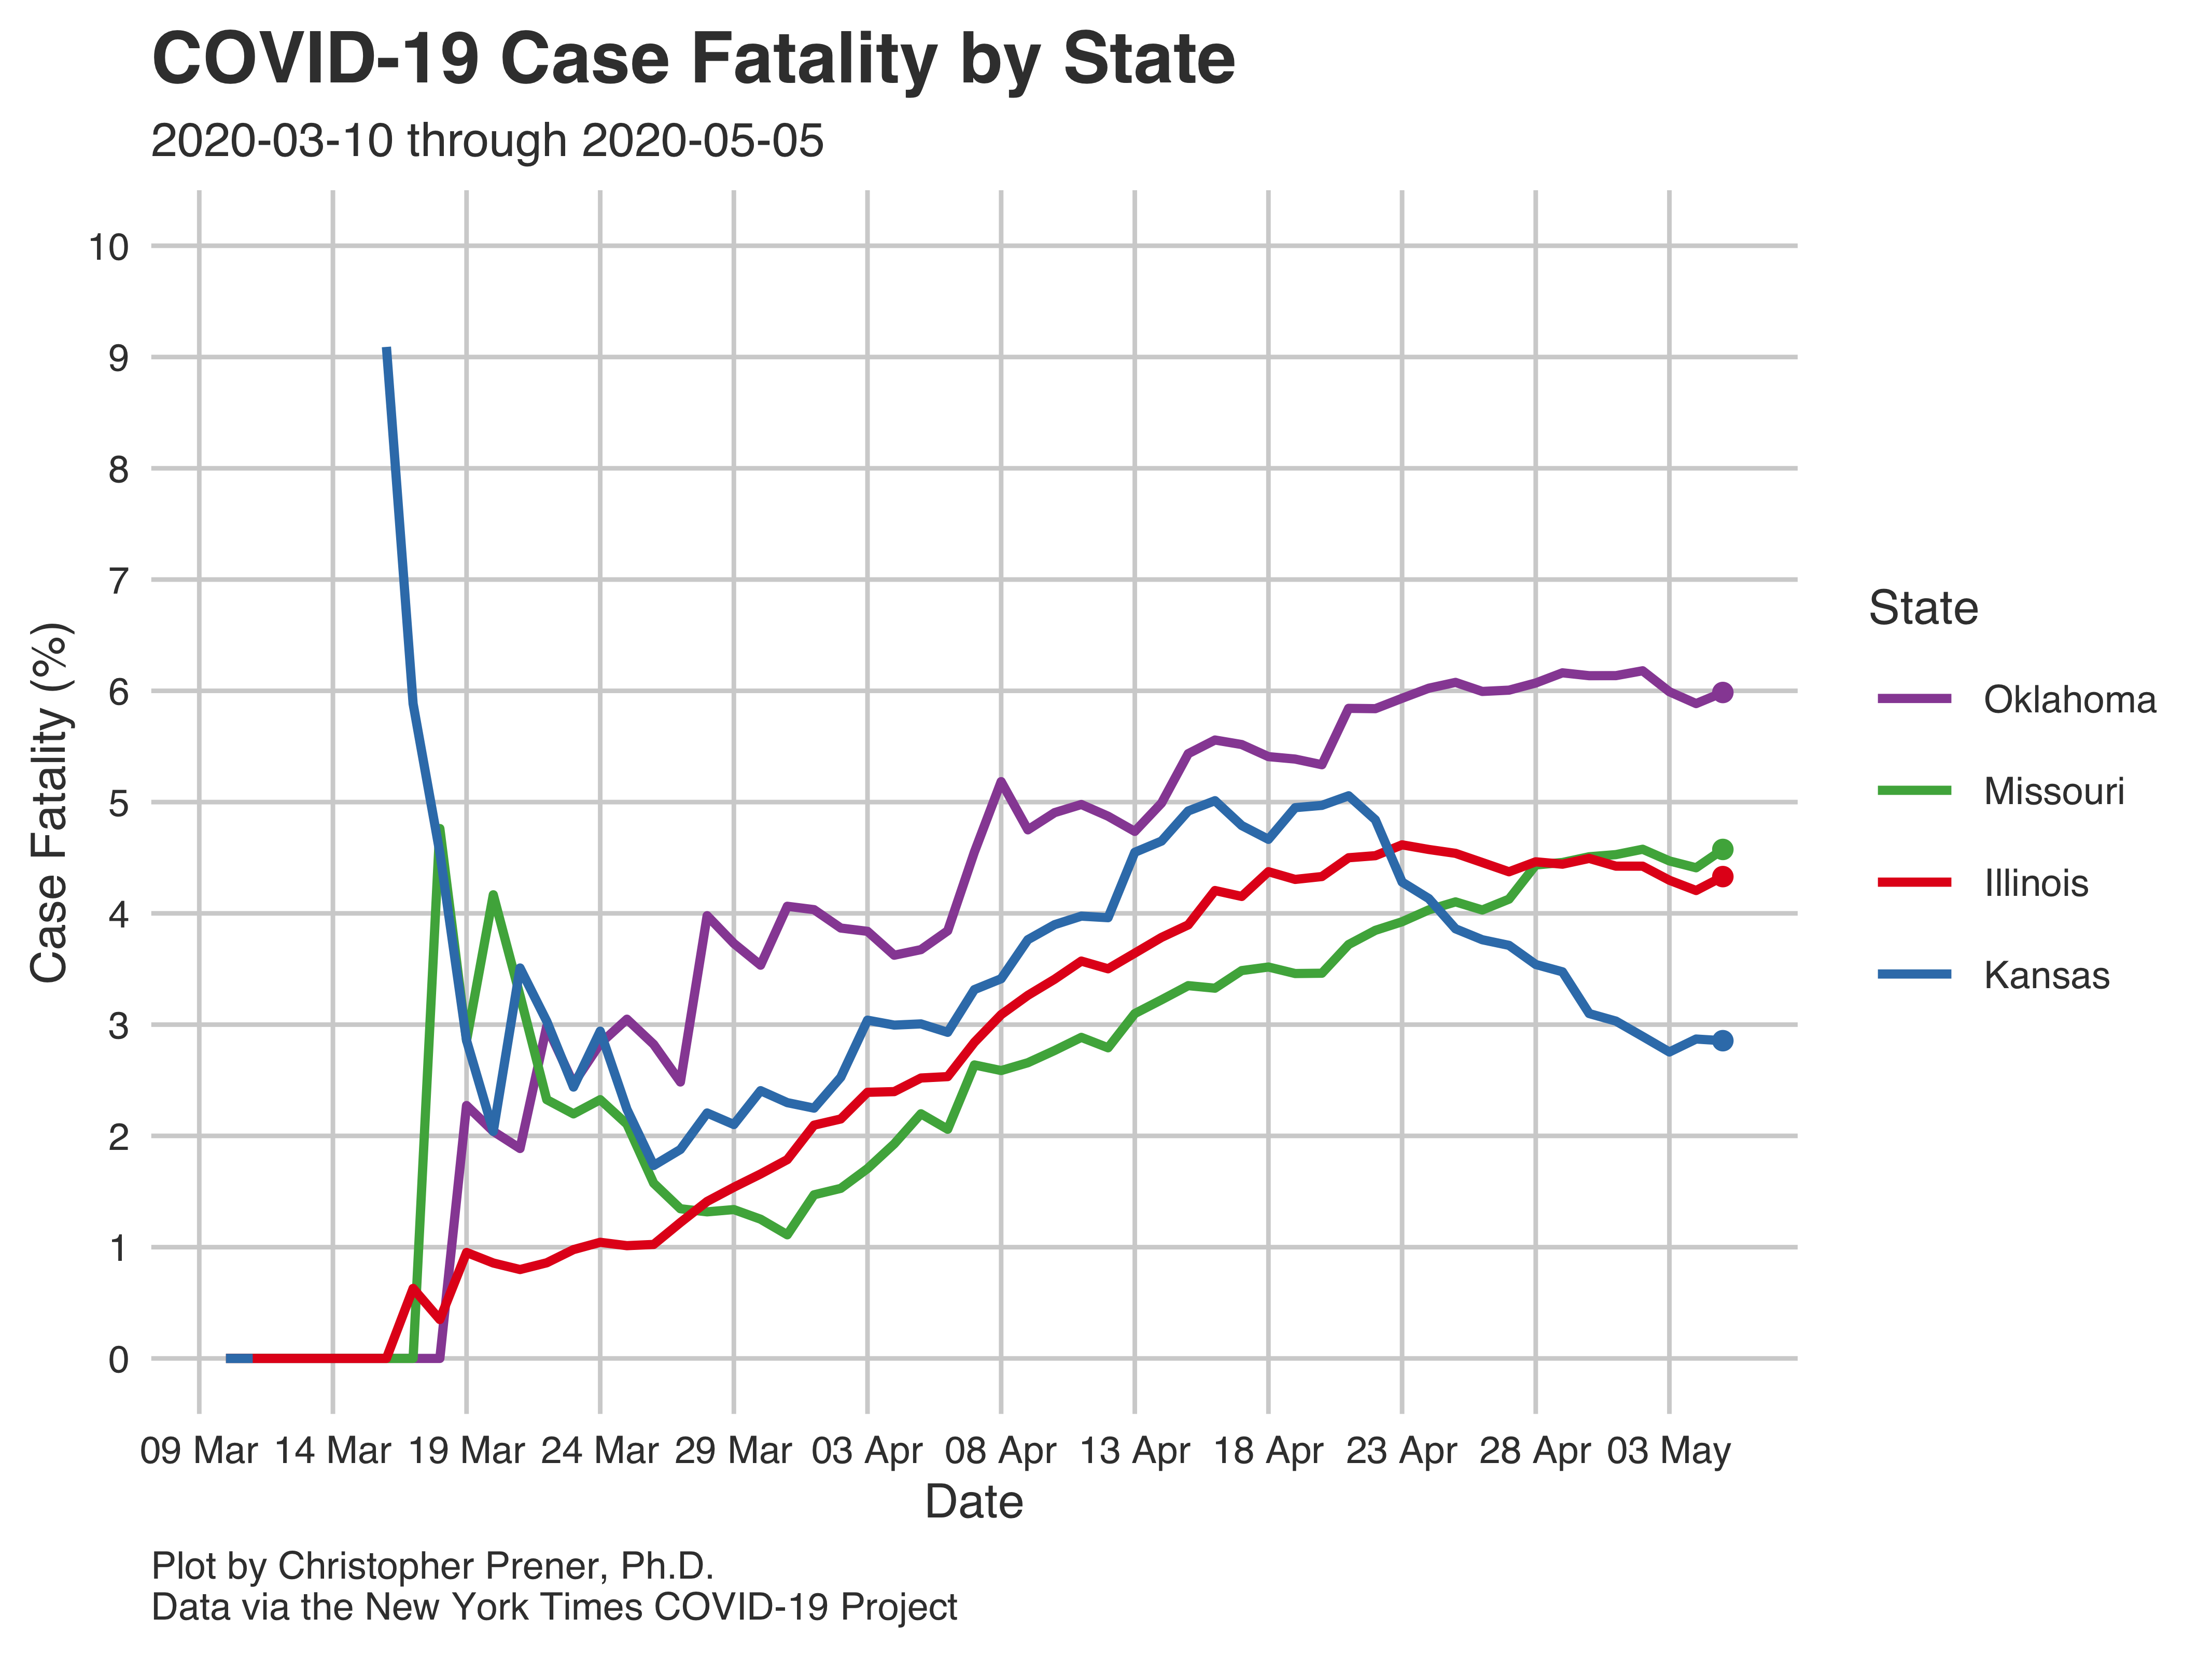 COVID-19 Case Fatality by State
2020-03-10 through 2020-05-05
10
9
8
7
6
5
4
3
2
1
0
Case Fatality (%)
09 Mar 14 Mar 19 Mar 24 Mar 29 Mar 03 Apr 08 Apr 13 Apr 18 Apr 23 Apr 28 Apr 03 May
Date
State
Oklahoma
Missouri
Illinois
Kansas
Plot by Christopher Prener, Ph.D.
Data via the New York Times COVID-19 Project